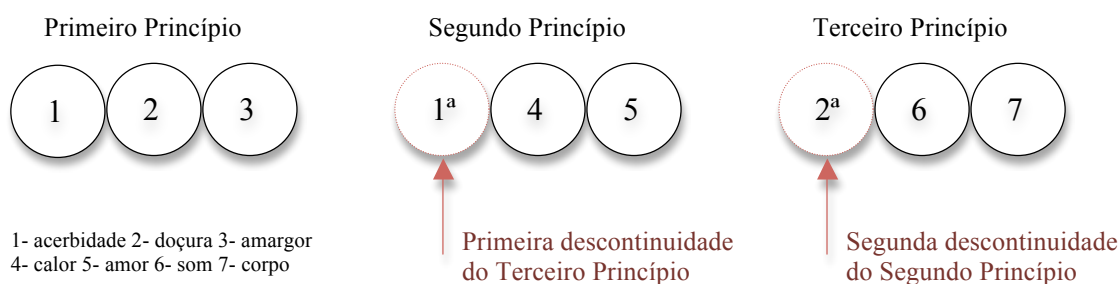 Primeiro Princípio
Segundo Princípio
Terceiro Princípio
1
2
3
1ª
4
5
2ª
6
7
1- acerbidade 2- doçura 3- amargor
4- calor 5- amor 6- som 7- corpo
Primeira descontinuidade
do Terceiro Princípio
Segunda descontinuidade
do Segundo Princípio